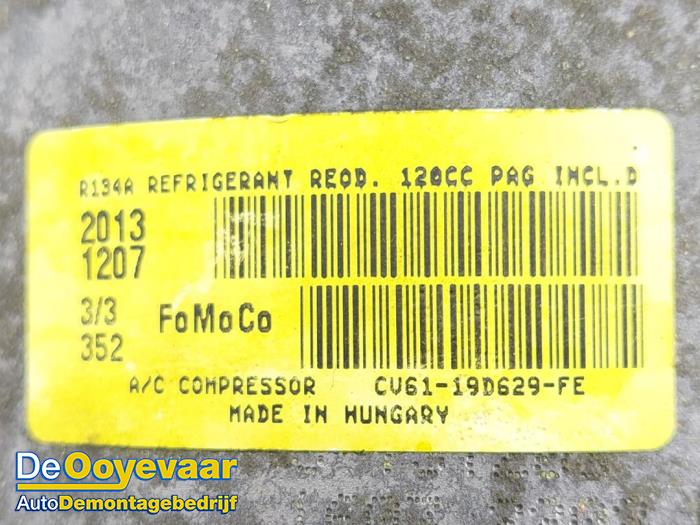 R134A REFRIGERANT REQD. 120CC PAG INCL.D
2013
1207
3/3
352
FoMoCo
A/C COMPRESSOR CV61-19D629-FE
MADE IN HUNGARY
De Ooyevaar
AutoDemontagebedrijf